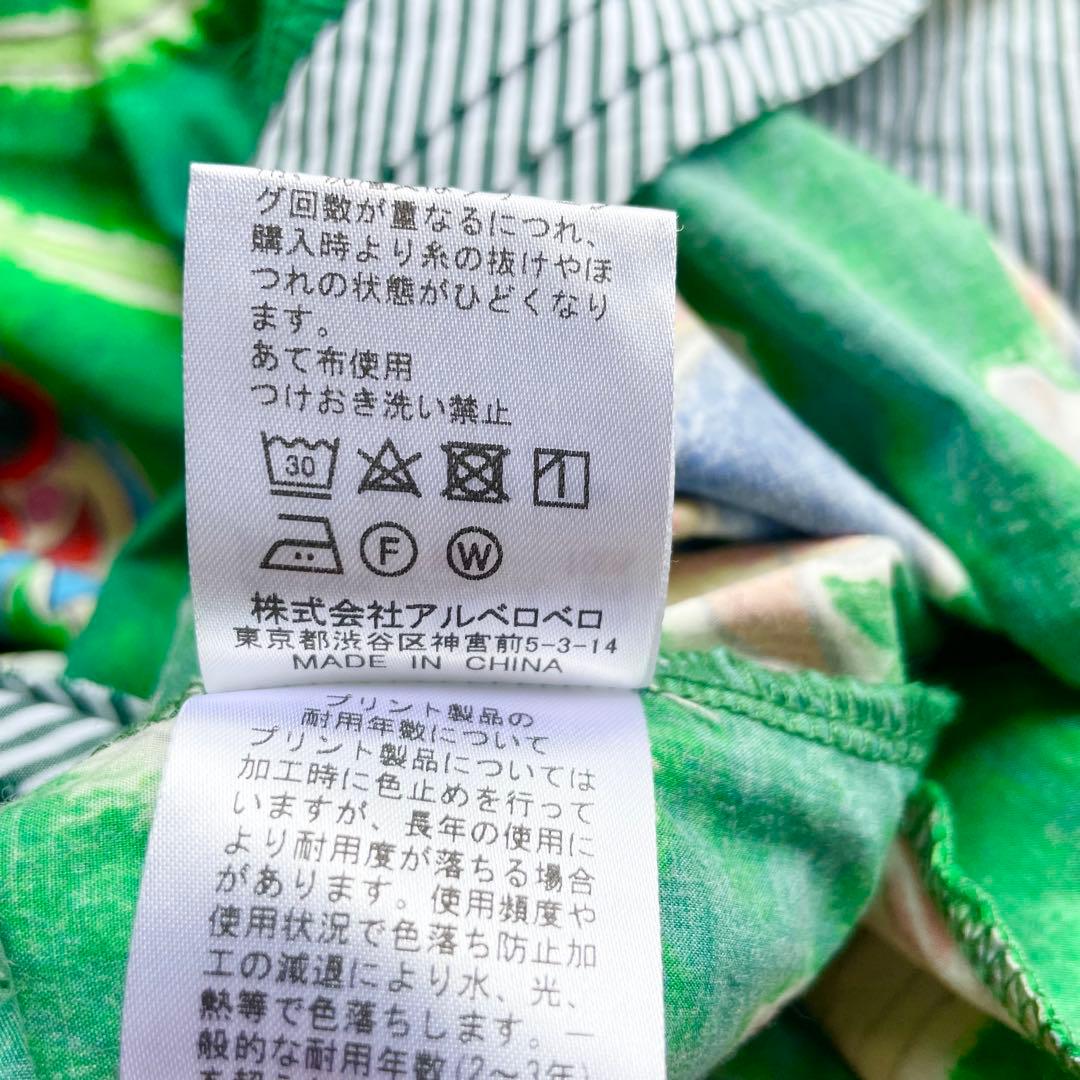 グ回数が重なるにつれ、
購入時より糸の抜けやほ
つれの状態がひどくなり
ます。
あて布使用
つけおき洗い禁止
30
F W
株式会社アルベロベロ
東京都渋谷区神宮前5-3-14
MADE IN CHINA
プリント製品の
耐用年数について
プリント製品については
加工時に色止めを行って
いますが、長年の使用に
より耐用度が落ちる場合
があります。使用頻度や
使用状況で色落ち防止加
工の減退により水、光、
熱等で色落ちします。一
般的な耐用年数(2〜3年)